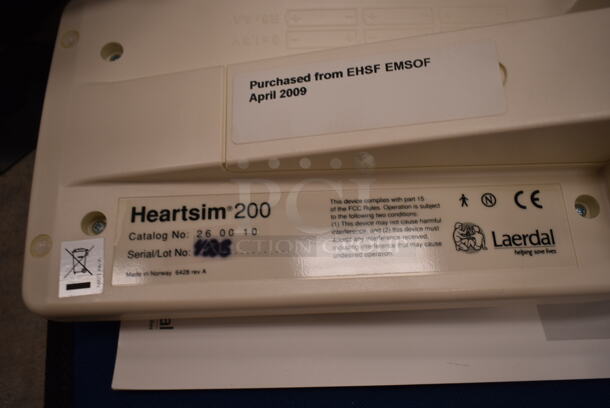 Purchased from EHSF EMSOF
April 2009
Heartsim® 200
Catalog No: 26 00 10
Serial/Lot No:
Made in Norway 6428 rev A
This device complies with part 15
of the FCC Rules. Operation is subject
to the following two conditions:
(1) This device may not cause harmful
interference, and (2) this device must
accept any interference received,
including interference that may cause
undesired operation.
N CE
Laerdal
helping save lives